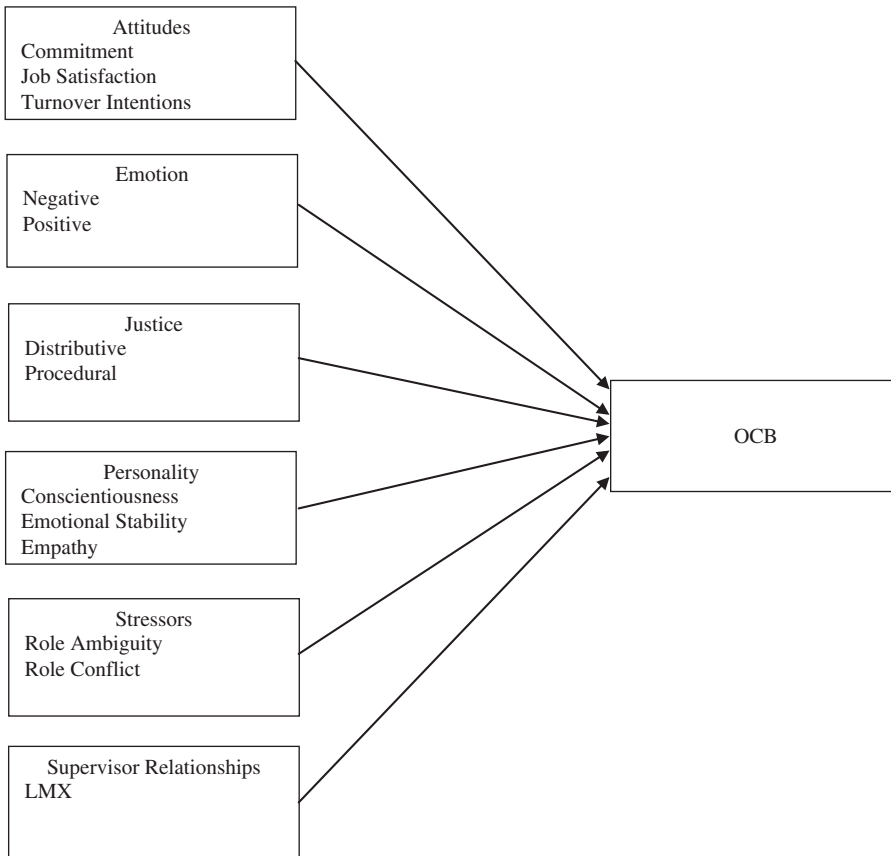 Attitudes
Commitment
Job Satisfaction
Turnover Intentions
Emotion
Negative
Positive
Justice
Distributive
Procedural
Personality
Conscientiousness
Emotional Stability
Empathy
Stressors
Role Ambiguity
Role Conflict
Supervisor Relationships
LMX
OCB